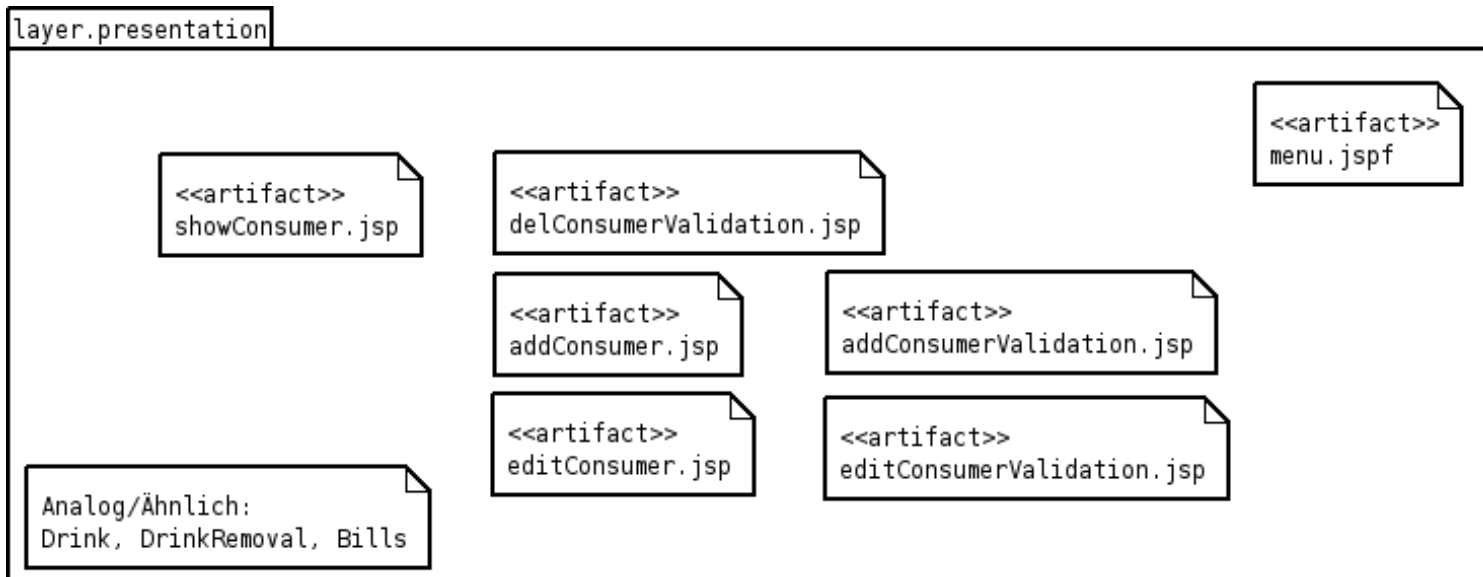 layer.presentation
<<artifact>>
menu.jspf
<<artifact>>
showConsumer.jsp
<<artifact>>
delConsumerValidation.jsp
<<artifact>>
addConsumer.jsp
<<artifact>>
addConsumerValidation.jsp
<<artifact>>
editConsumer.jsp
<<artifact>>
editConsumerValidation.jsp
Analog/Ähnlich:
Drink, DrinkRemoval, Bills